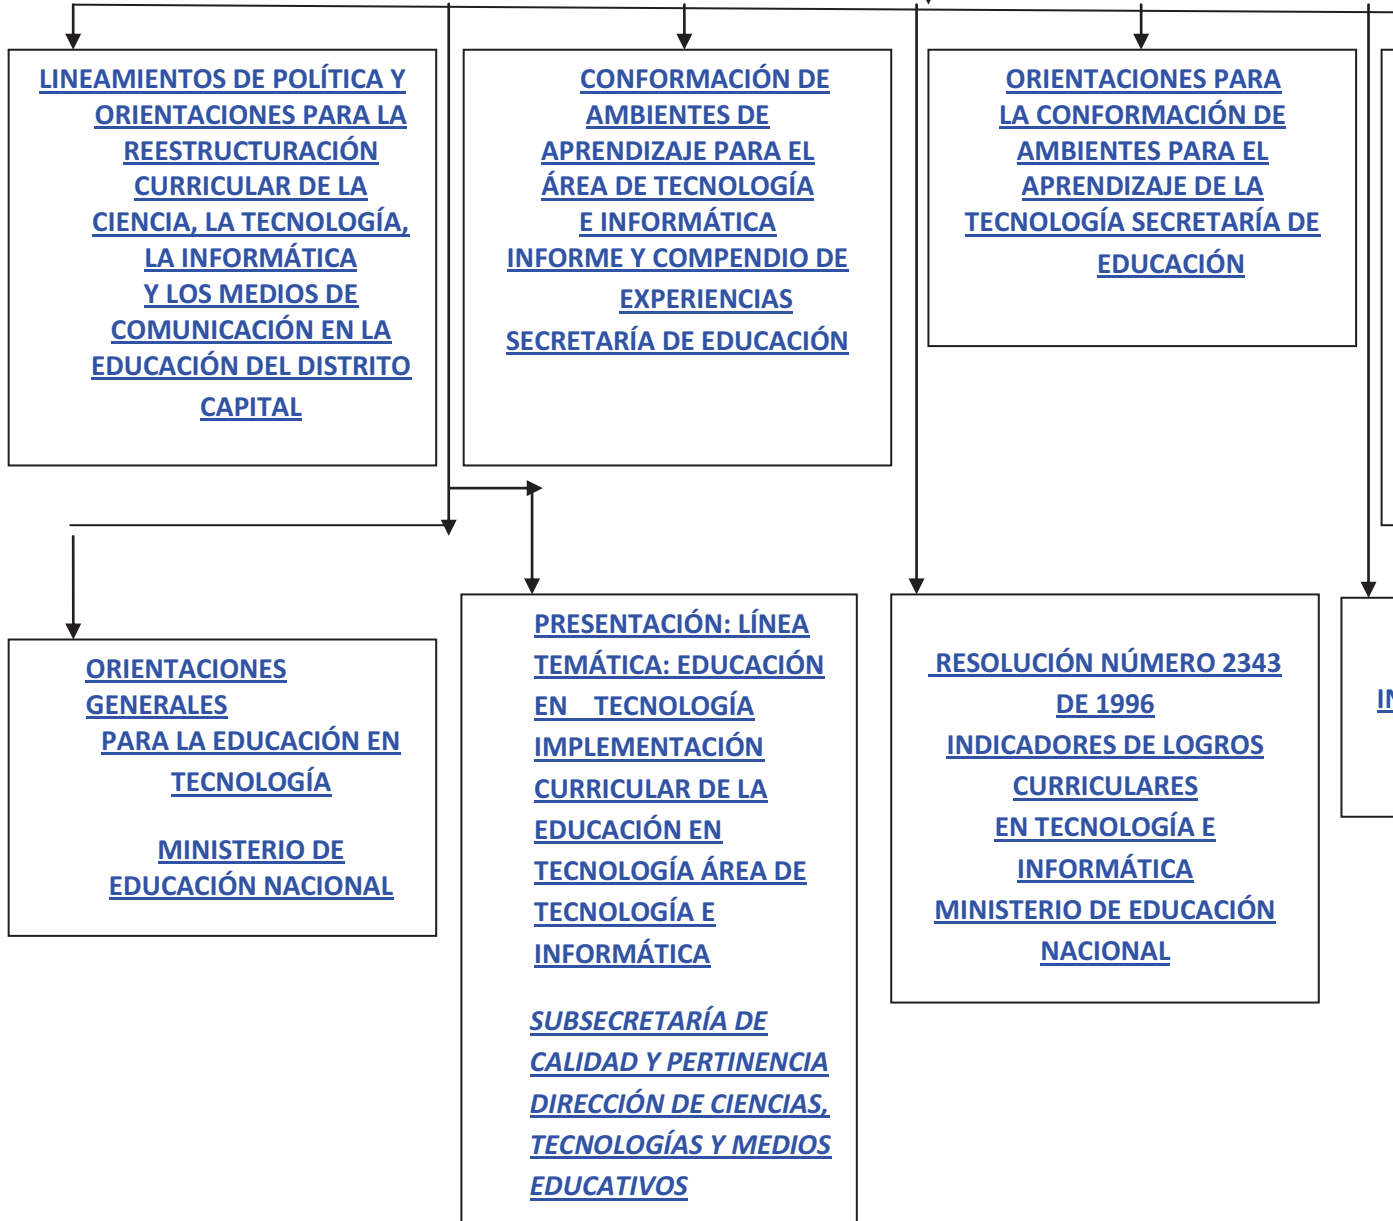 LINEAMIENTOS DE POLÍTICA Y
ORIENTACIONES PARA LA
REESTRUCTURACIÓN
CURRICULAR DE LA
CIENCIA, LA TECNOLOGÍA,
LA INFORMÁTICA
Y LOS MEDIOS DE
COMUNICACIÓN EN LA
EDUCACIÓN DEL DISTRITO
CAPITAL
CONFORMACIÓN DE
AMBIENTES DE
APRENDIZAJE PARA EL
ÁREA DE TECNOLOGÍA
E INFORMÁTICA
INFORME Y COMPENDIO DE
EXPERIENCIAS
SECRETARÍA DE EDUCACIÓN
ORIENTACIONES PARA
LA CONFORMACIÓN DE
AMBIENTES PARA EL
APRENDIZAJE DE LA
TECNOLOGÍA SECRETARÍA DE
EDUCACIÓN
ORIENTACIONES
GENERALES
PARA LA EDUCACIÓN EN
TECNOLOGÍA
MINISTERIO DE
EDUCACIÓN NACIONAL
PRESENTACIÓN: LÍNEA
TEMÁTICA: EDUCACIÓN
EN TECNOLOGÍA
IMPLEMENTACIÓN
CURRICULAR DE LA
EDUCACIÓN EN
TECNOLOGÍA ÁREA DE
TECNOLOGÍA E
INFORMÁTICA
SUBSECRETARÍA DE
CALIDAD Y PERTINENCIA
DIRECCIÓN DE CIENCIAS,
TECNOLOGÍAS Y MEDIOS
EDUCATIVOS
RESOLUCIÓN NÚMERO 2343
DE 1996
INDICADORES DE LOGROS
CURRICULARES
EN TECNOLOGÍA E
INFORMÁTICA
MINISTERIO DE EDUCACIÓN
NACIONAL